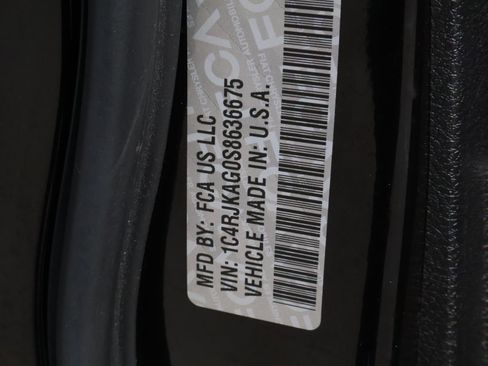 MFD BY: FCA US LLC
VIN: 1C4RJKAG0S8636675
VEHICLE MADE IN: U.S.A.